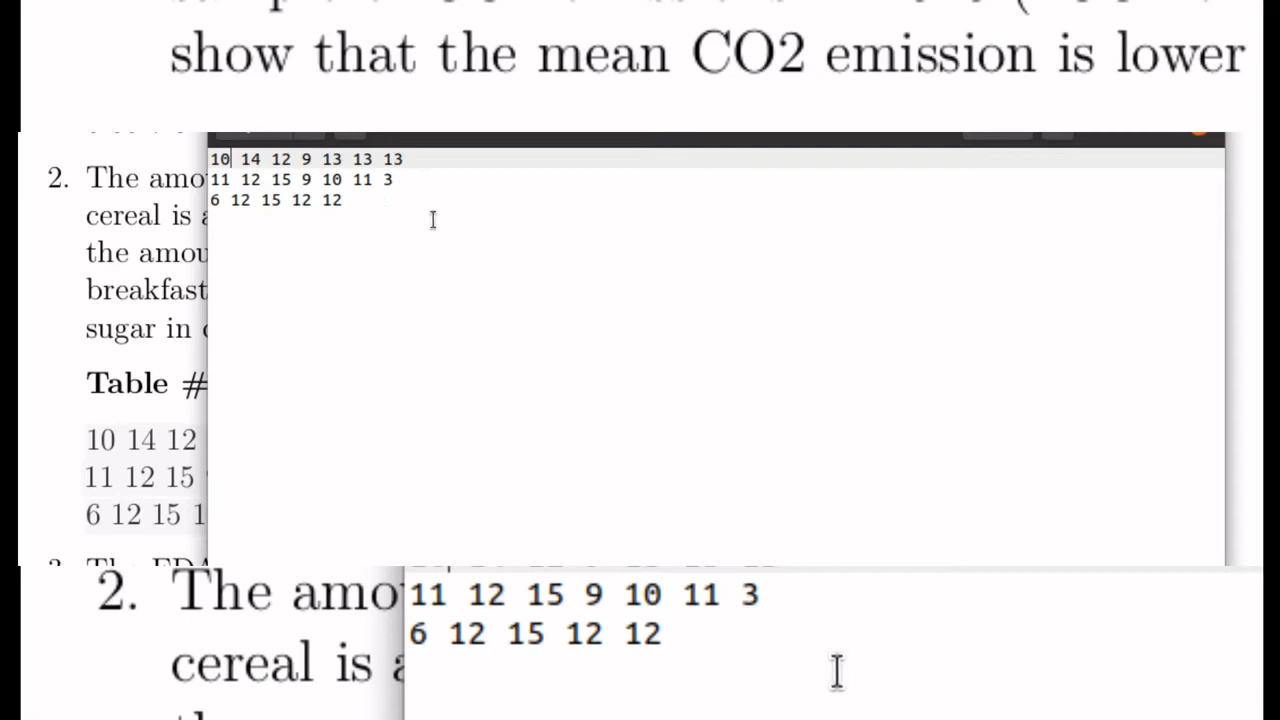 show that the mean CO2 emission is lower
2. The amo
cereal is a
the amou
breakfast
sugar in
Table #
10 14 12
11 12 15
6 12 15 1
10 14 12 9 13 13 13
11 12 15 9 10 11 3
6 12 15 12 12
2. The amo
11 12 15 9 10 11 3
6 12 15 12 12
cereal is a